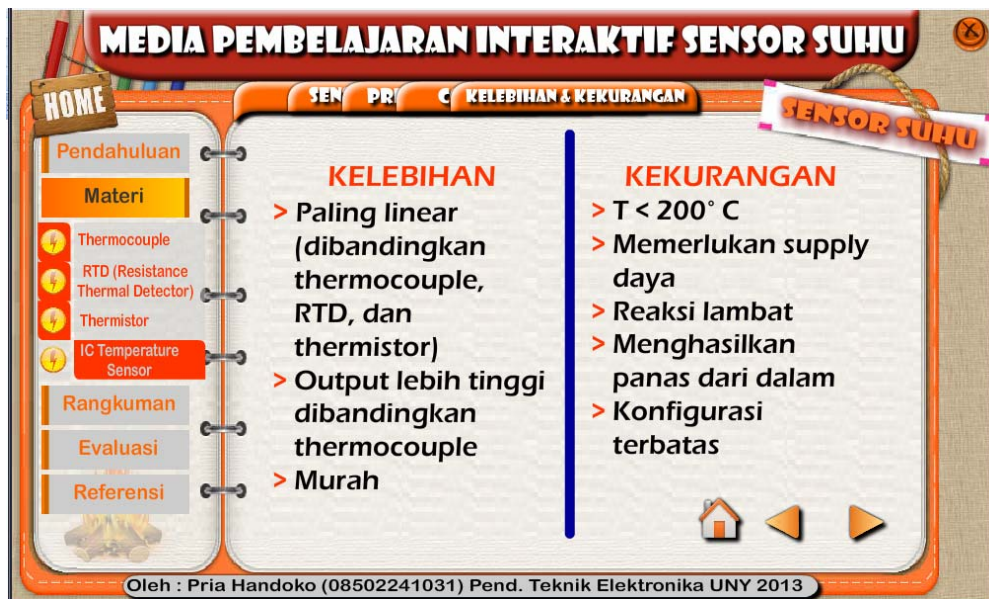 MEDIA PEMBELAJARAN INTERAKTIF SENSOR SUHU
HOME
SEN
PRI
C
KELEBIHAN & KEKURANGAN
SENSOR SUHU
Pendahuluan
Materi
Thermocouple
RTD (Resistance
Thermal Detector)
Thermistor
IC Temperature
Sensor
Rangkuman
Evaluasi
Referensi
KELEBIHAN
> Paling linear
(dibandingkan
thermocouple,
RTD, dan
thermistor)
> Output lebih tinggi
dibandingkan
thermocouple
> Murah
KEKURANGAN
> T < 200° C
> Memerlukan supply
daya
> Reaksi lambat
> Menghasilkan
panas dari dalam
> Konfigurasi
terbatas
Oleh : Pria Handoko (08502241031) Pend. Teknik Elektronika UNY 2013